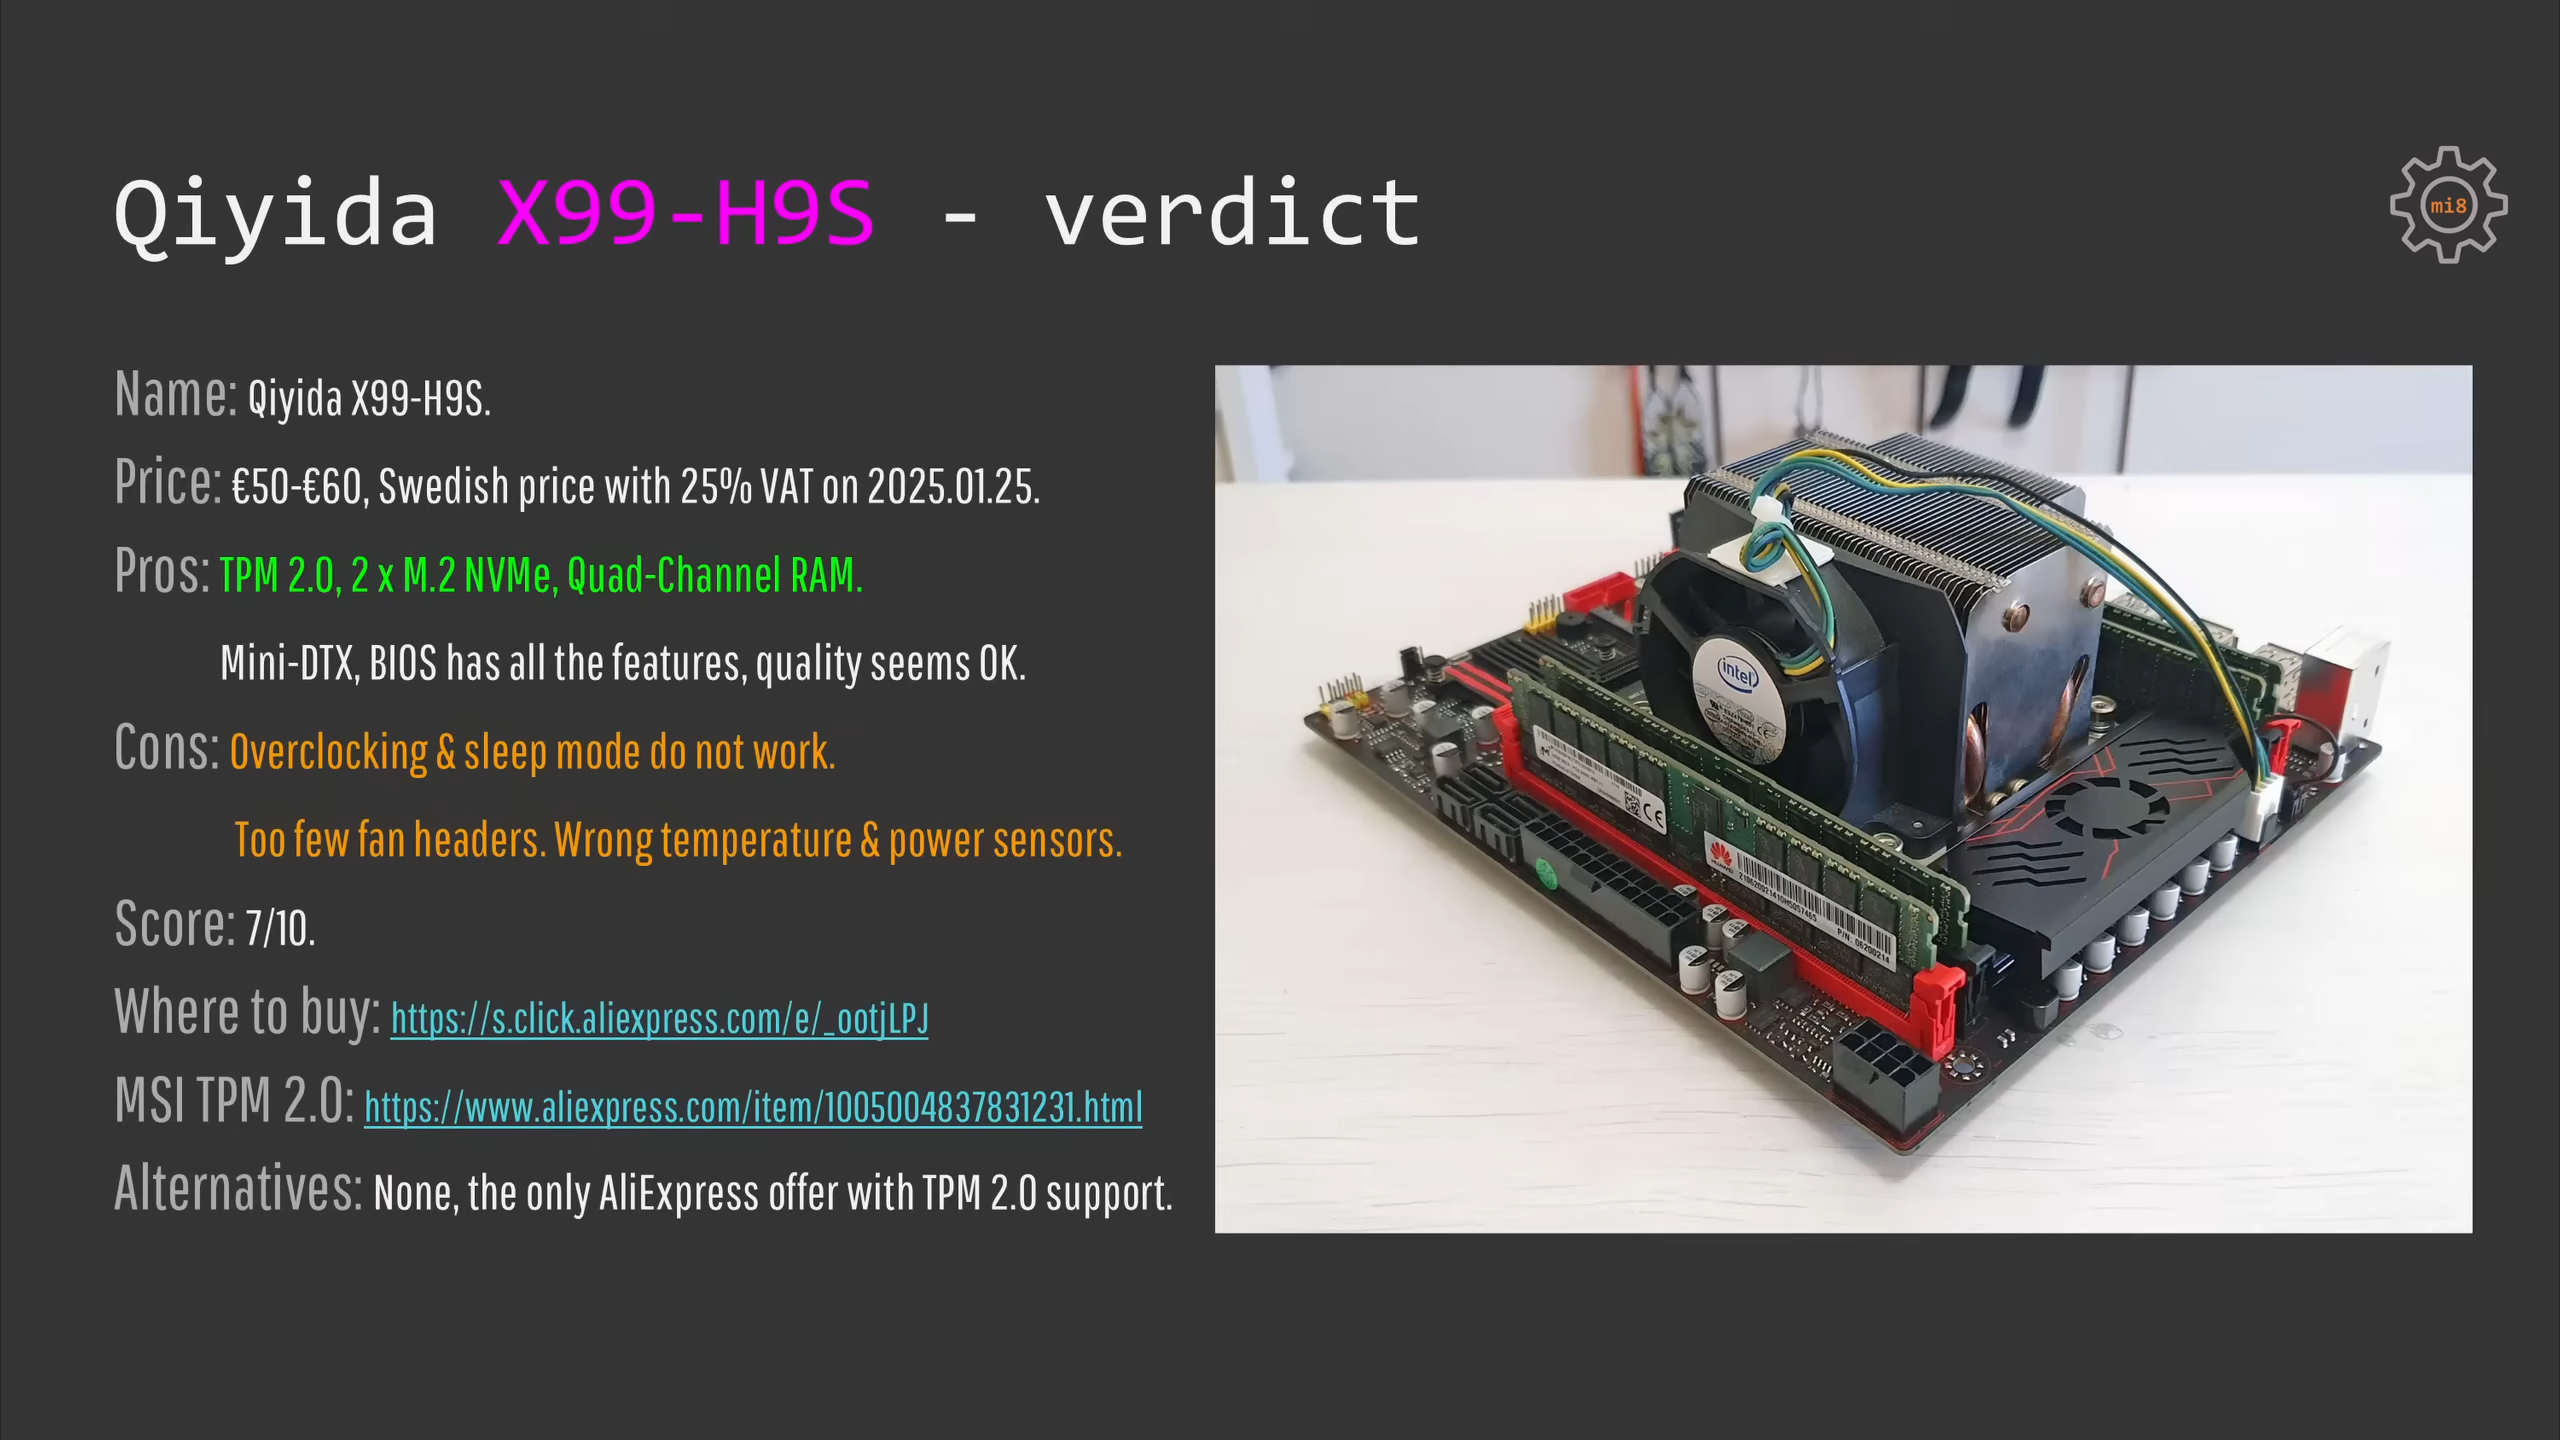 Qiyida X99-H9S - verdict
mi8
Name: Qiyida X99-H9S.
Price: €50-€60, Swedish price with 25% VAT on 2025.01.25.
Pros: TPM 2.0, 2 x M.2 NVMe, Quad-Channel RAM.
Mini-DTX, BIOS has all the features, quality seems OK.
Cons: Overclocking & sleep mode do not work.
Too few fan headers. Wrong temperature & power sensors.
Score: 7/10.
Where to buy: https://s.click.aliexpress.com/e/_ootjLPJ
MSI TPM 2.0: https://www.aliexpress.com/item/1005004837831231.html
Alternatives: None, the only AliExpress offer with TPM 2.0 support.
intel
HUAWEI
P/N: 06200214